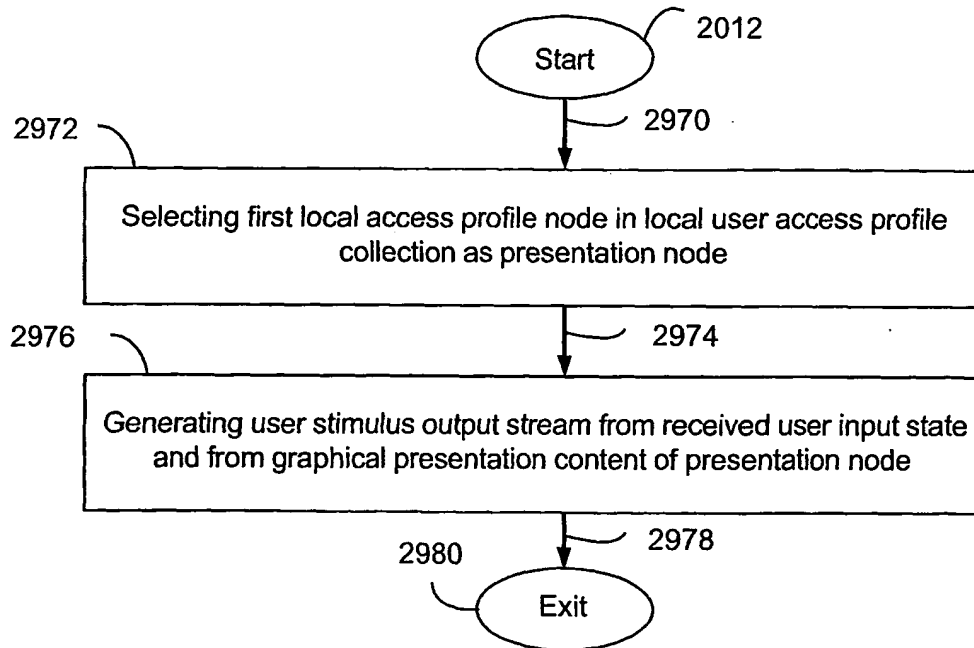 2012
Start
2970
2972
Selecting first local access profile node in local user access profile
collection as presentation node
2974
2976
Generating user stimulus output stream from received user input state
and from graphical presentation content of presentation node
2978
2980
Exit